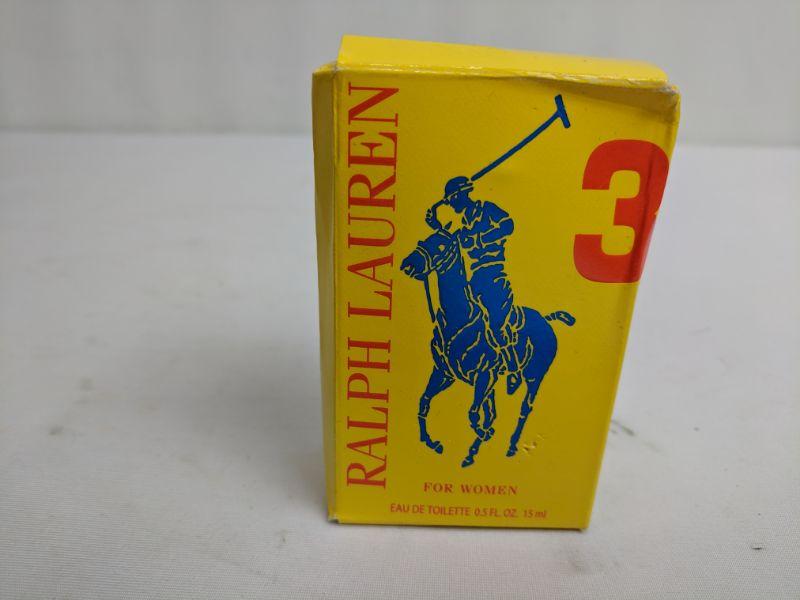 RALPH LAUREN
3
FOR WOMEN
EAU DE TOILETTE 0.5 FL. OZ. 15 ml